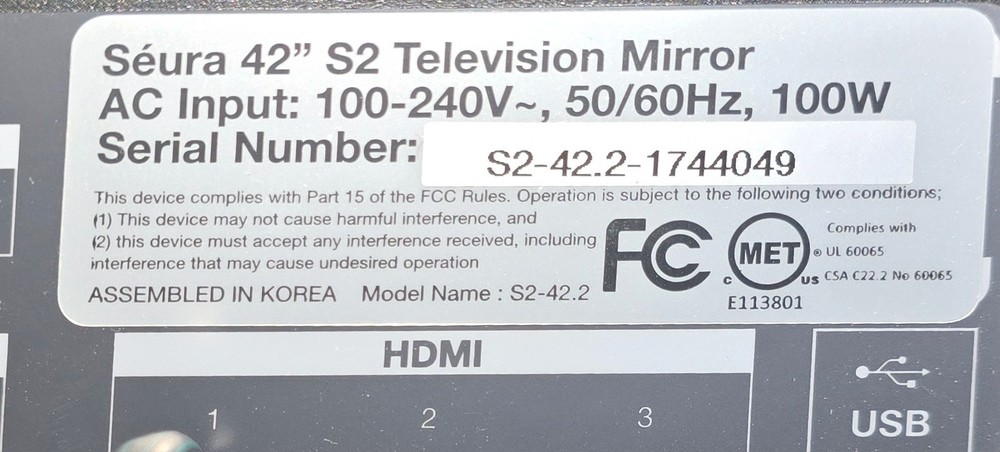 Séura 42” S2 Television Mirror
AC Input: 100-240V~, 50/60Hz, 100W
Serial Number: S2-42.2-1744049
This device complies with Part 15 of the FCC Rules. Operation is subject to the following two conditions;
(1) This device may not cause harmful interference, and
(2) this device must accept any interference received, including
interference that may cause undesired operation
ASSEMBLED IN KOREA Model Name : S2-42.2
FC
c MET us ®
E113801
Complies with
UL 60065
CSA C22.2 No 60065
HDMI
1 2 3
USB